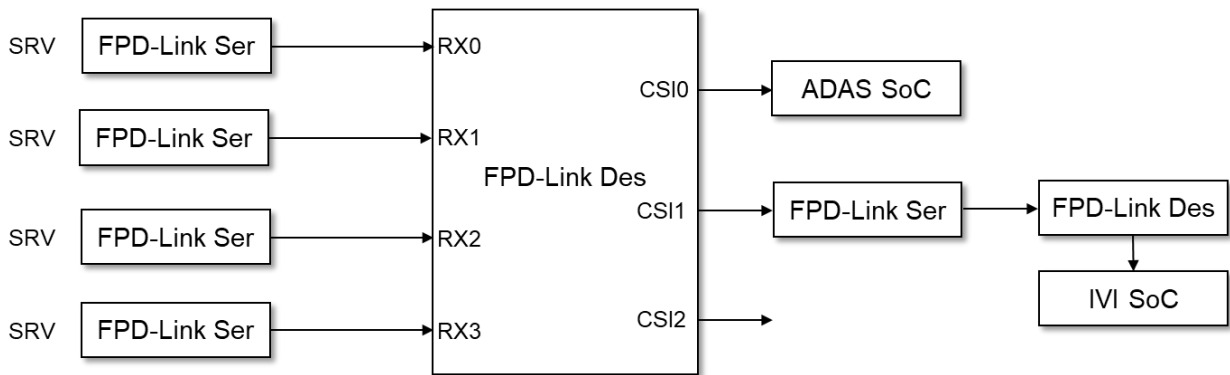 SRV FPD-Link Ser RX0
CSI0 ADAS SoC
SRV FPD-Link Ser RX1
FPD-Link Des
CSI1 FPD-Link Ser FPD-Link Des
SRV FPD-Link Ser RX2
IVI SoC
CSI2
SRV FPD-Link Ser RX3